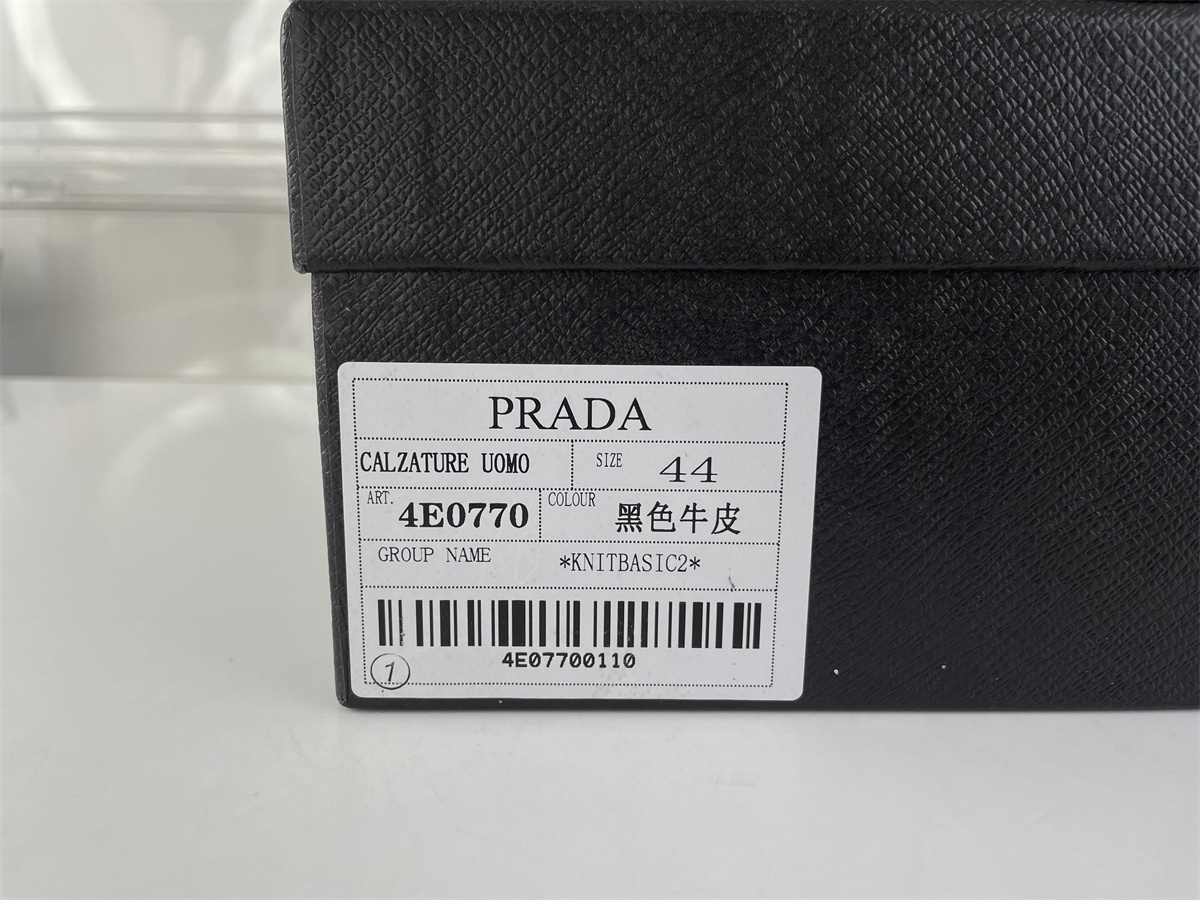 PRADA
CALZATURE UOMO SIZE 44
ART. 4E0770 COLOUR 黑色牛皮
GROUP NAME *KNITBASIC2*
4E07700110
1